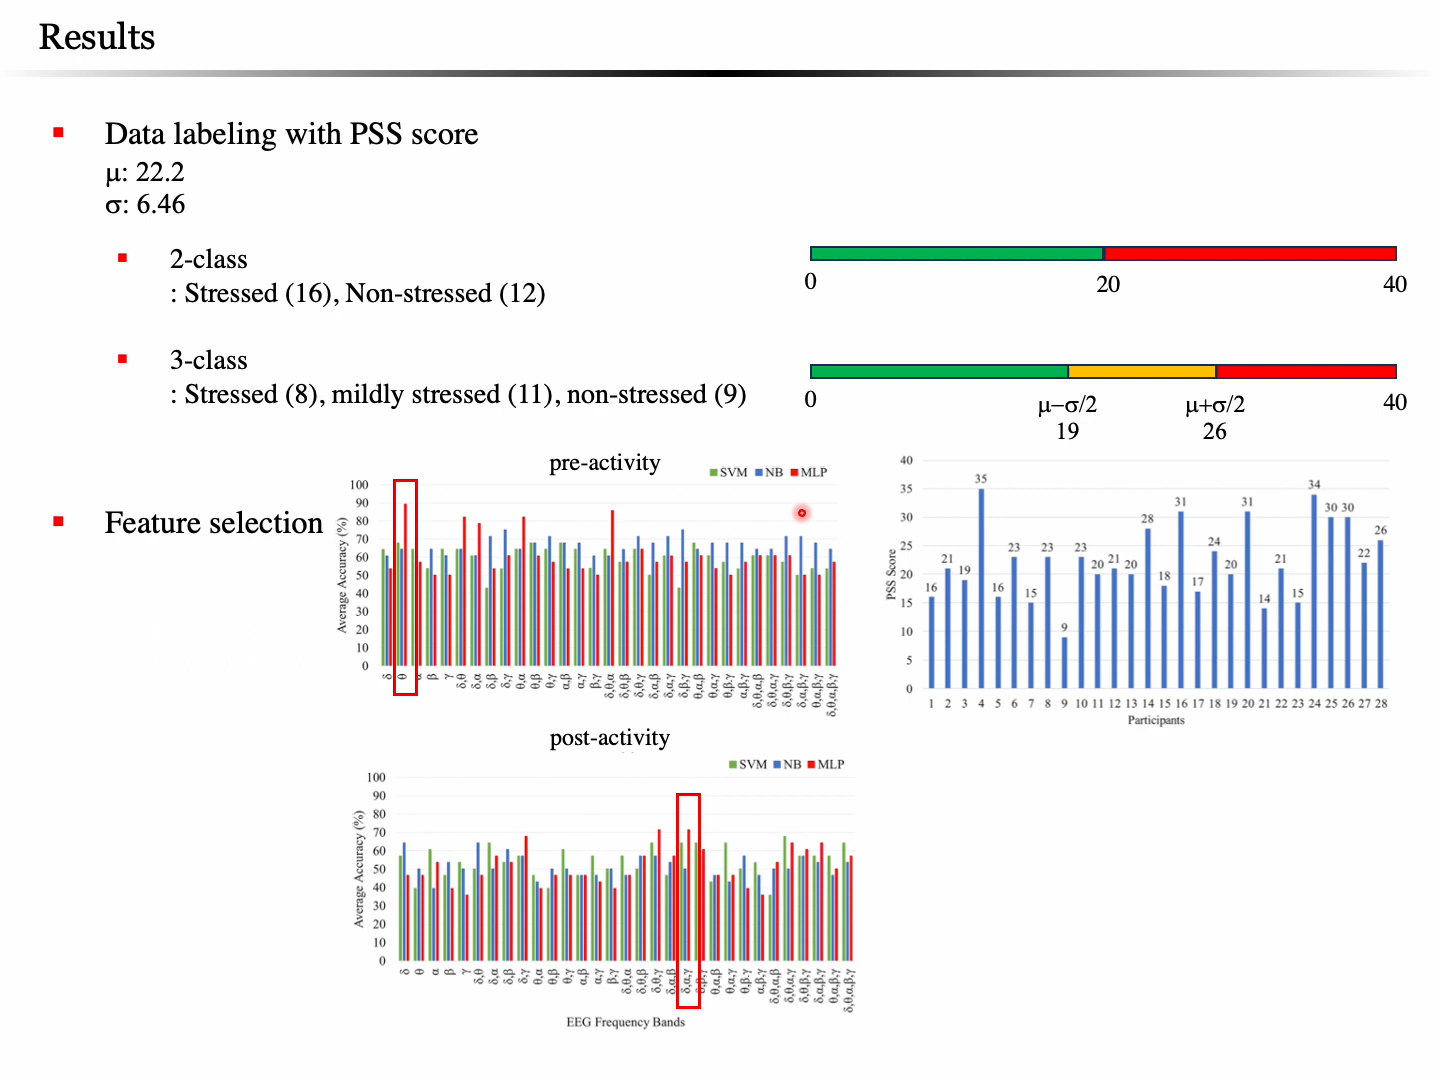 Results
Data labeling with PSS score
μ: 22.2
σ: 6.46
2-class
: Stressed (16), Non-stressed (12)
0
20
40
3-class
: Stressed (8), mildly stressed (11), non-stressed (9)
0
μ−σ/2
19
μ+σ/2
26
40
Feature selection
pre-activity
SVM NB MLP
Average Accuracy (%)
100
90
80
70
60
50
40
30
20
10
0
δ θ α β γ δ,θ δ,α δ,β δ,γ θ,α θ,β θ,γ α,β α,γ β,γ δ,θ,α δ,θ,β δ,θ,γ δ,α,β δ,α,γ δ,β,γ θ,α,β θ,α,γ θ,β,γ α,β,γ δ,θ,α,β δ,θ,α,γ δ,θ,β,γ δ,α,β,γ θ,α,β,γ δ,θ,α,β,γ
PSS Score
40
35
30
25
20
15
10
5
0
16 21 19 35 16 23 15 23 9 23 20 21 20 28 18 31 17 24 20 31 14 21 15 34 30 30 22 26
1 2 3 4 5 6 7 8 9 10 11 12 13 14 15 16 17 18 19 20 21 22 23 24 25 26 27 28
Participants
post-activity
SVM NB MLP
Average Accuracy (%)
100
90
80
70
60
50
40
30
20
10
0
δ θ α β γ δ,θ δ,α δ,β δ,γ θ,α θ,β θ,γ α,β α,γ β,γ δ,θ,α δ,θ,β δ,θ,γ δ,α,β δ,α,γ δ,β,γ θ,α,β θ,α,γ θ,β,γ α,β,γ δ,θ,α,β δ,θ,α,γ δ,θ,β,γ δ,α,β,γ θ,α,β,γ δ,θ,α,β,γ
EEG Frequency Bands